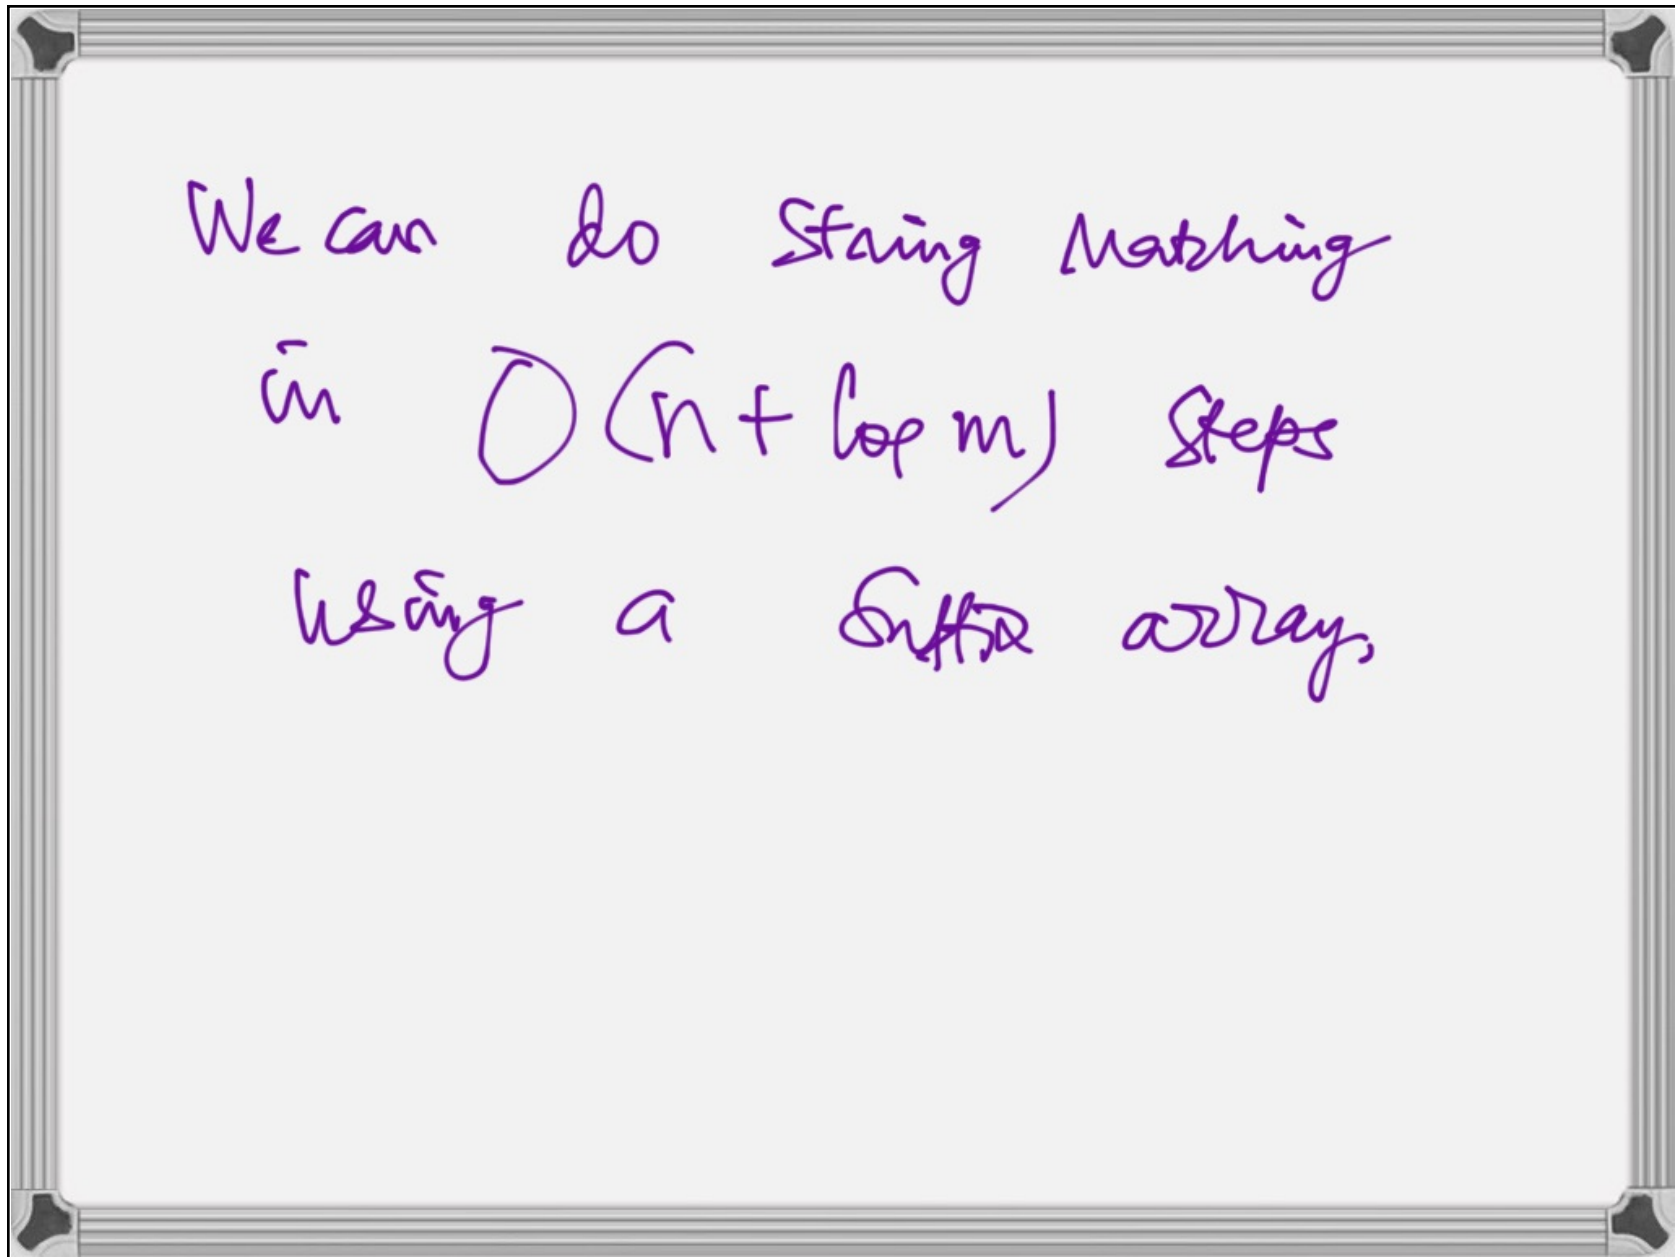 We can do String Matching
in O(n + log m) steps
using a suffix array.